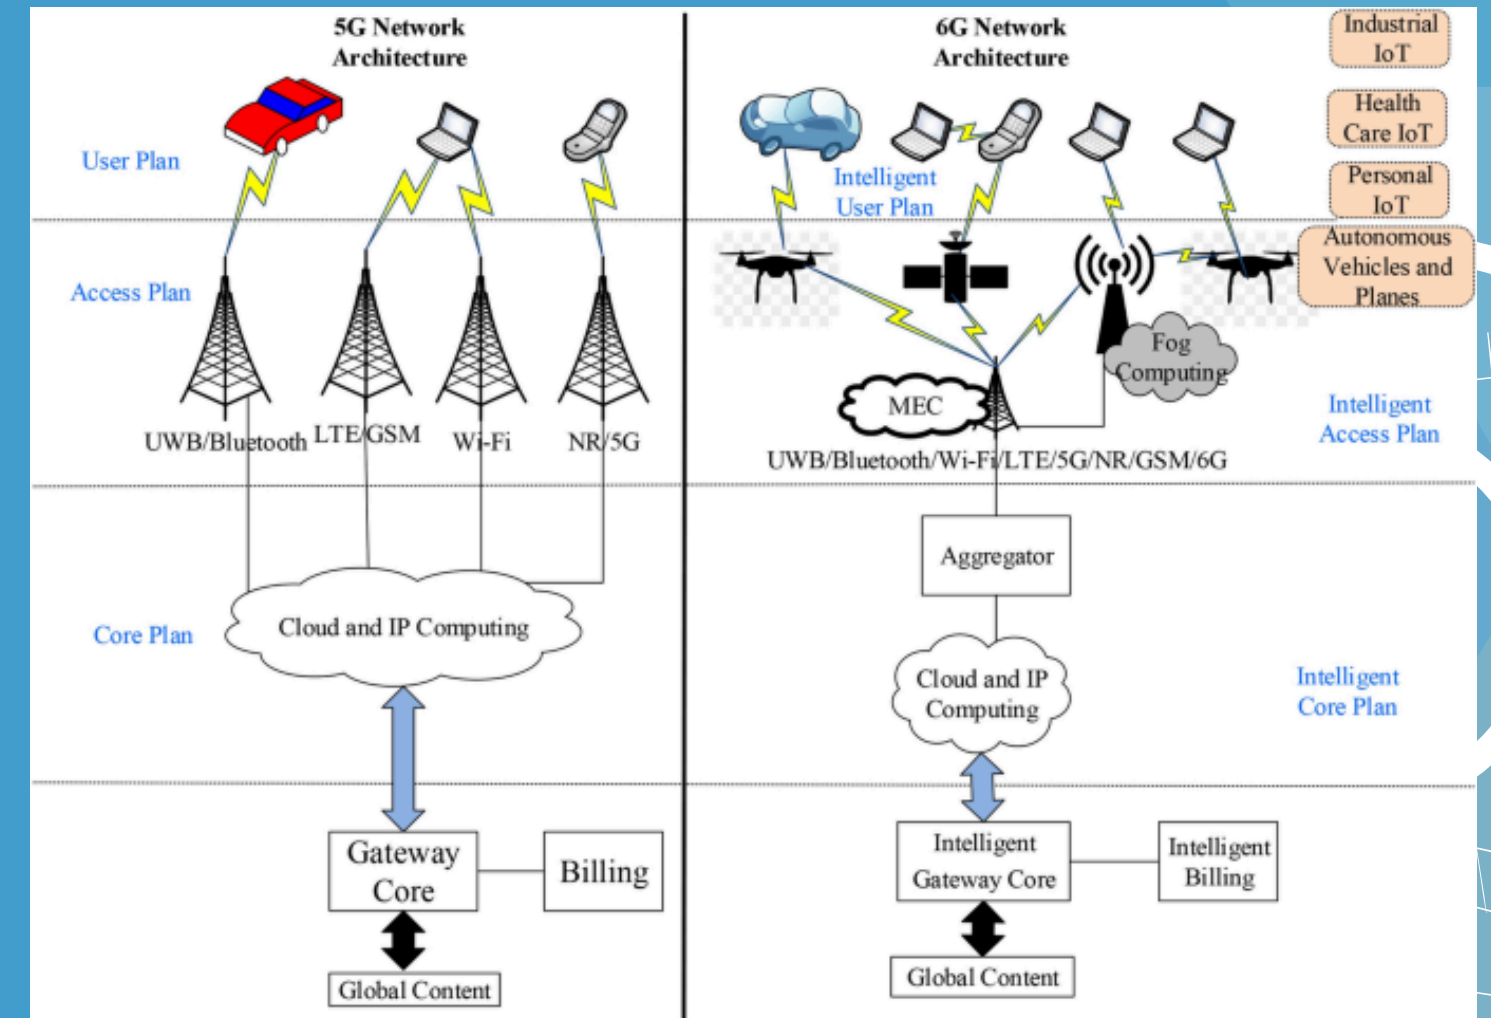 5G Network
Architecture
User Plan
Access Plan
UWB/Bluetooth
LTE/GSM
Wi-Fi
NR/5G
Core Plan
Cloud and IP Computing
Gateway
Core
Billing
Global Content
6G Network
Architecture
Industrial
IoT
Health
Care IoT
Personal
IoT
Autonomous
Vehicles and
Planes
Intelligent
User Plan
Fog
Computing
MEC
Intelligent
Access Plan
UWB/Bluetooth/Wi-Fi/LTE/5G/NR/GSM/6G
Aggregator
Cloud and IP
Computing
Intelligent
Core Plan
Intelligent
Gateway Core
Intelligent
Billing
Global Content